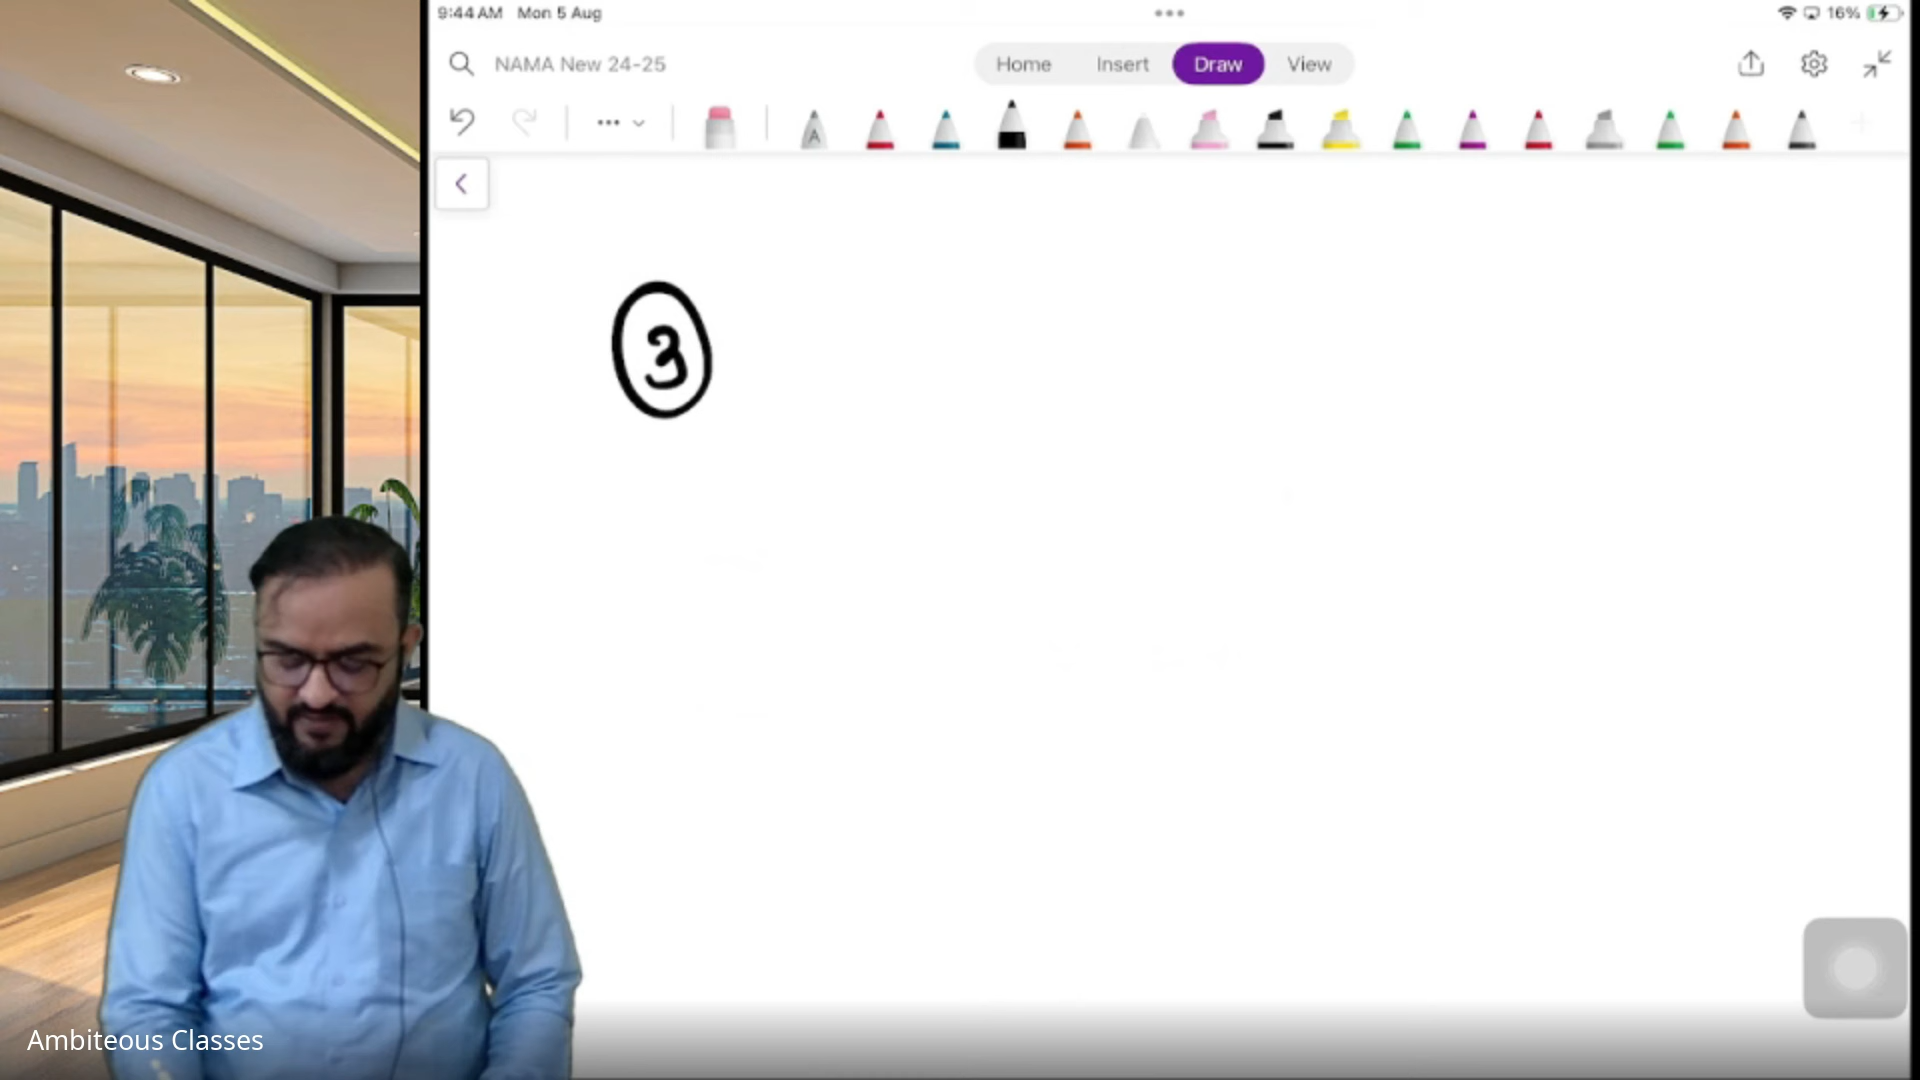 9:44 AM Mon 5 Aug
16%
NAMA New 24-25
Home Insert Draw View
A
3
Ambiteous Classes